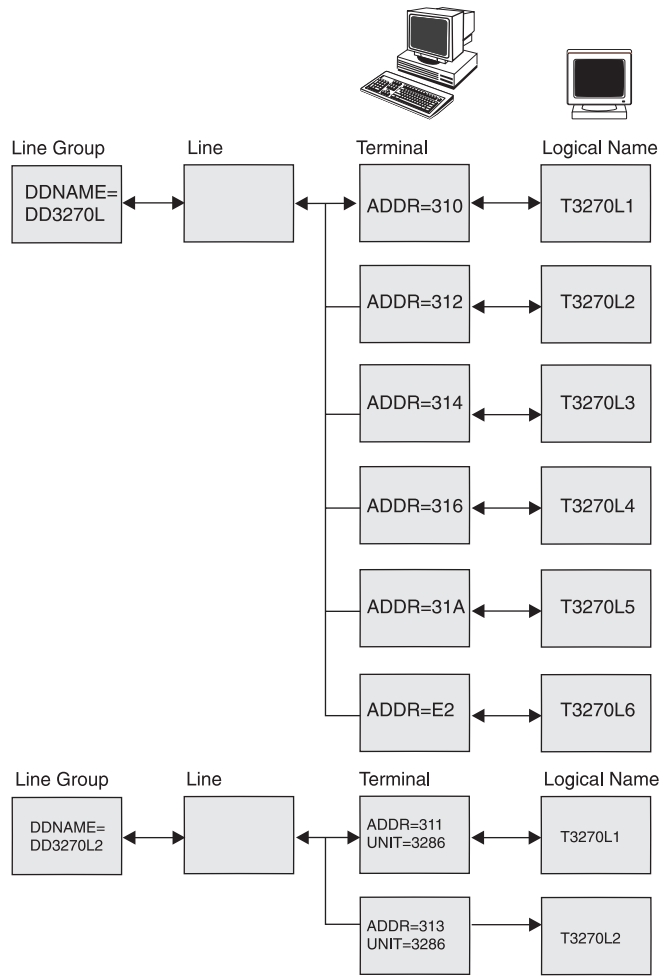 Line Group
Line
Terminal
Logical Name
DDNAME=
DD3270L
ADDR=310
T3270L1
ADDR=312
T3270L2
ADDR=314
T3270L3
ADDR=316
T3270L4
ADDR=31A
T3270L5
ADDR=E2
T3270L6
Line Group
Line
Terminal
Logical Name
DDNAME=
DD3270L2
ADDR=311
UNIT=3286
T3270L1
ADDR=313
UNIT=3286
T3270L2